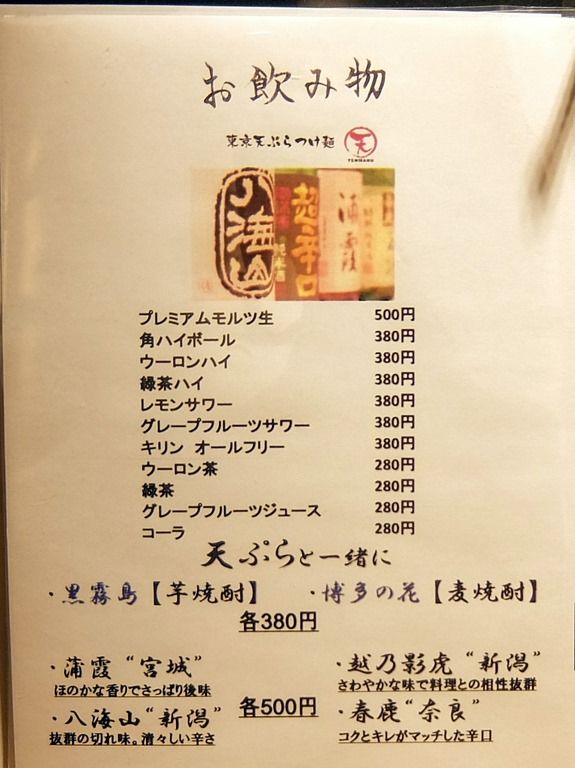 お飲み物
東京天ぷらつけ麺 天
TENMARU
八海山 超辛口 純米酒 浦霞
プレミアムモルツ生 500円
角ハイボール 380円
ウーロンハイ 380円
緑茶ハイ 380円
レモンサワー 380円
グレープフルーツサワー 380円
キリン オールフリー 380円
ウーロン茶 280円
緑茶 280円
グレープフルーツジュース 280円
コーラ 280円
天ぷらと一緒に
・黒霧島【芋焼酎】 ・博多の花【麦焼酎】
各380円
・浦霞“宮城” ・越乃影虎“新潟”
ほのかな香りでさっぱり後味 さわやかな味で料理との相性抜群
・八海山“新潟” 各500円 ・春鹿“奈良”
抜群の切れ味。清々しい辛さ コクとキレがマッチした辛口